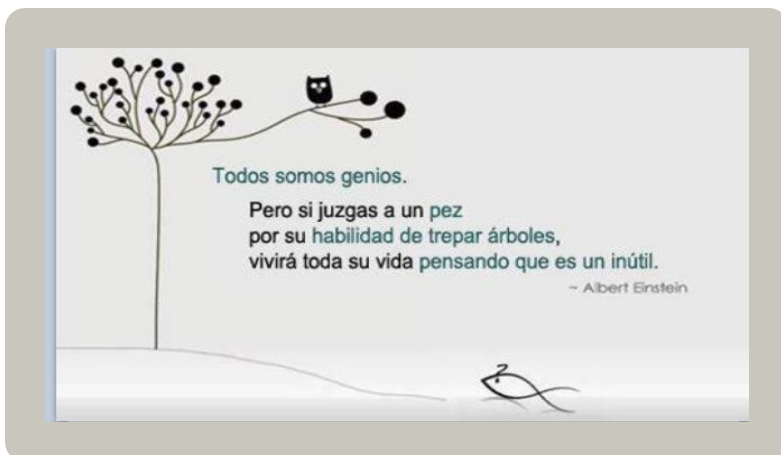 Todos somos genios.
Pero si juzgas a un pez
por su habilidad de trepar árboles,
vivirá toda su vida pensando que es un inútil.
~ Albert Einstein